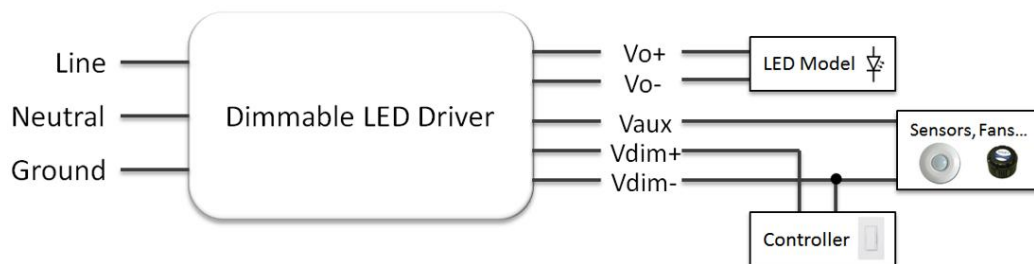 Line
Neutral
Ground
Dimmable LED Driver
Vo+
Vo-
Vaux
Vdim+
Vdim-
LED Model
Sensors, Fans...
Controller